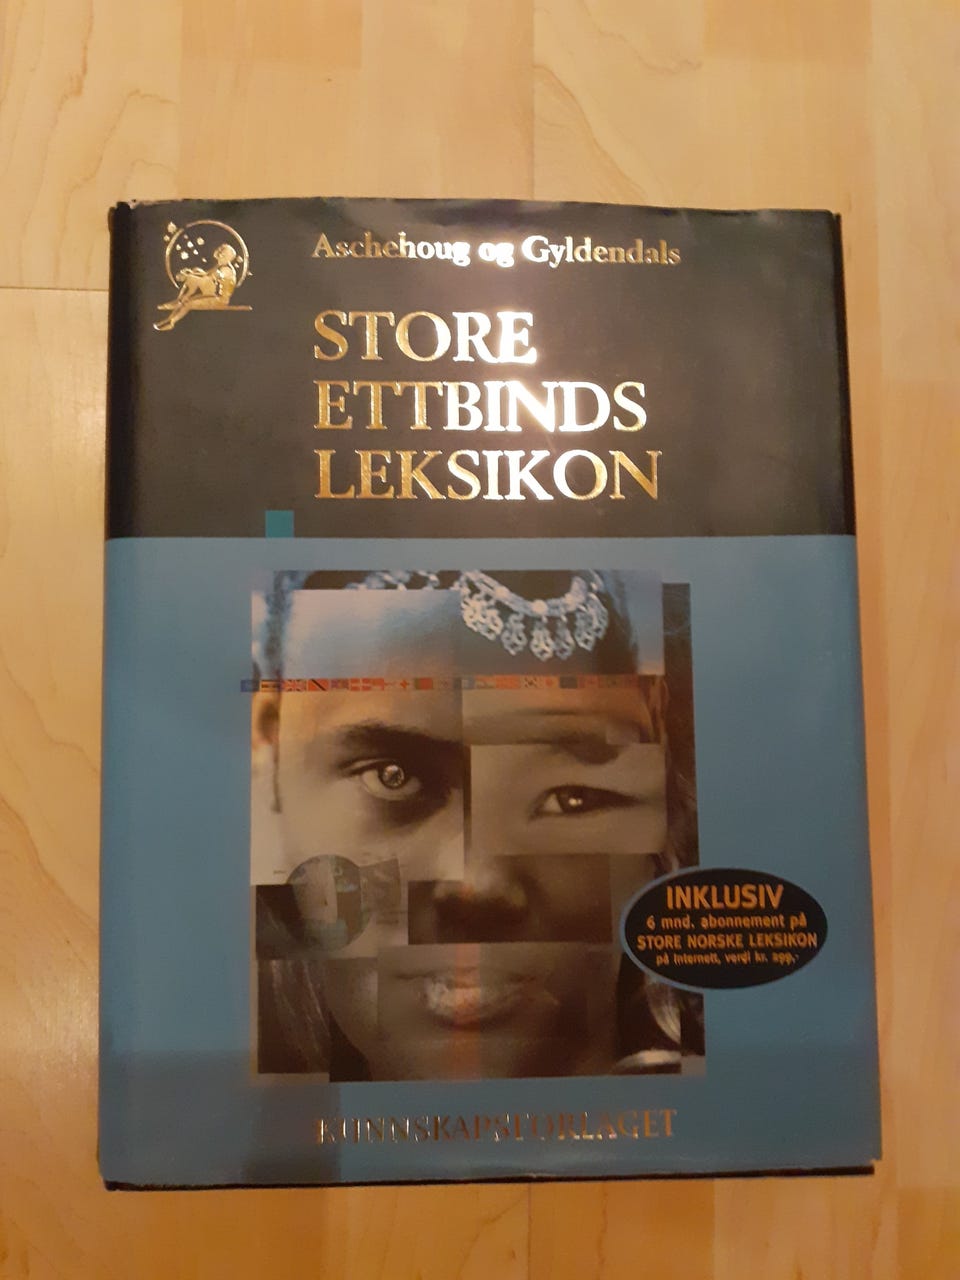 Aschehoug og Gyldendals
STORE
ETTBINDS
LEKSIKON
INKLUSIV
6 mnd. abonnement på
STORE NORSKE LEKSIKON
på Internett, verdi kr. 299,-
KUNNSKAPSFORLAGET